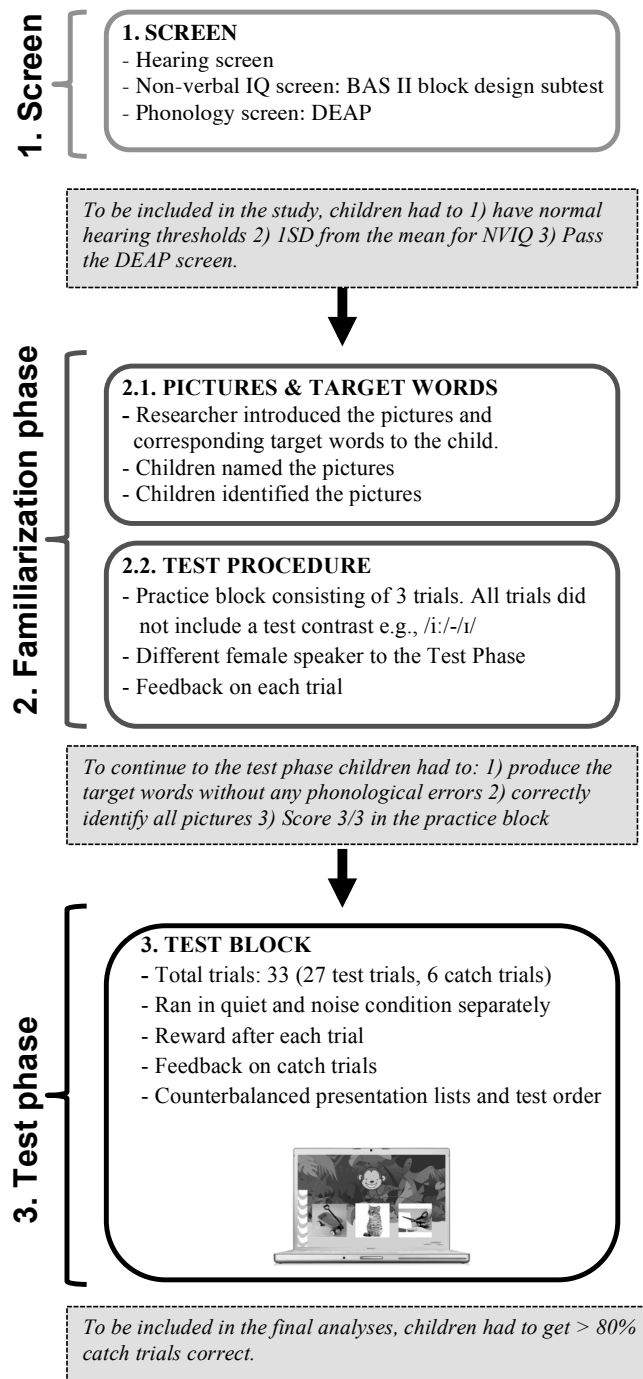 1. Screen
1. SCREEN
- Hearing screen
- Non-verbal IQ screen: BAS II block design subtest
- Phonology screen: DEAP
To be included in the study, children had to 1) have normal
hearing thresholds 2) 1SD from the mean for NVIQ 3) Pass
the DEAP screen.
2. Familiarization phase
2.1. PICTURES & TARGET WORDS
- Researcher introduced the pictures and
corresponding target words to the child.
- Children named the pictures
- Children identified the pictures
2.2. TEST PROCEDURE
- Practice block consisting of 3 trials. All trials did
not include a test contrast e.g., /i:/-/ɪ/
- Different female speaker to the Test Phase
- Feedback on each trial
To continue to the test phase children had to: 1) produce the
target words without any phonological errors 2) correctly
identify all pictures 3) Score 3/3 in the practice block
3. Test phase
3. TEST BLOCK
- Total trials: 33 (27 test trials, 6 catch trials)
- Ran in quiet and noise condition separately
- Reward after each trial
- Feedback on catch trials
- Counterbalanced presentation lists and test order
To be included in the final analyses, children had to get > 80%
catch trials correct.